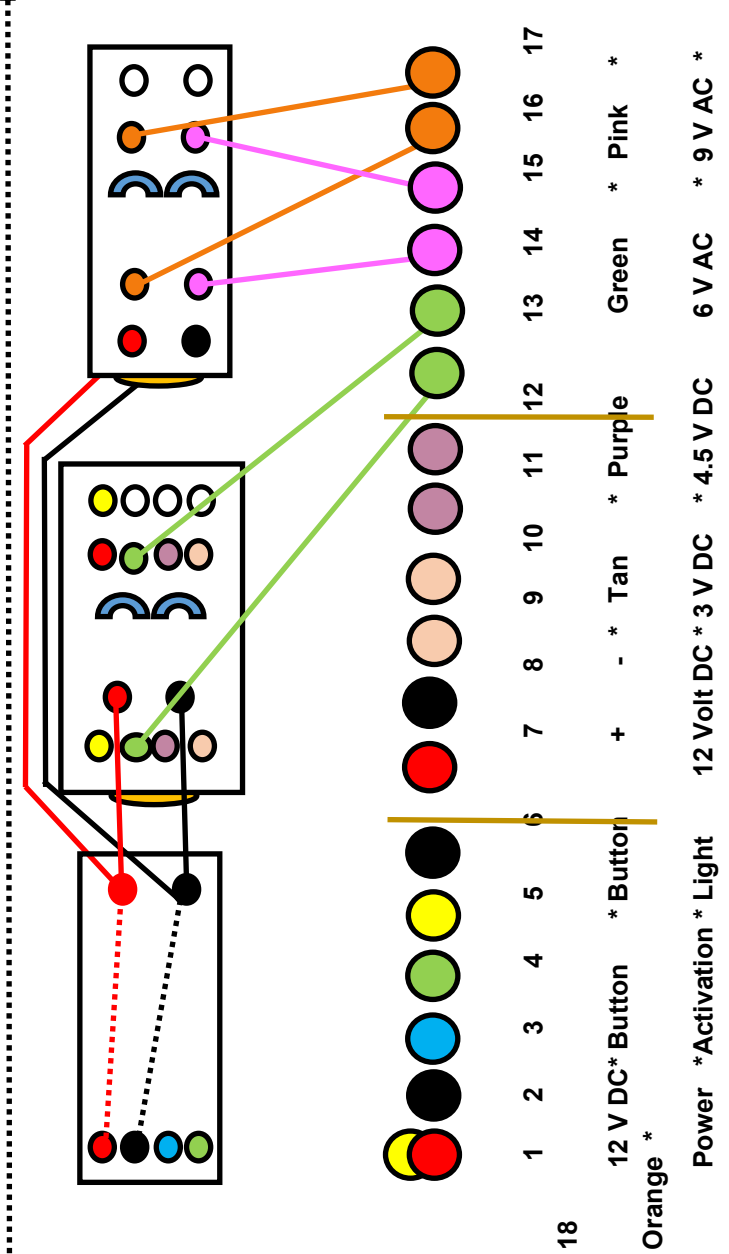 1 2 3 4 5 6 7 8 9 10 11 12 13 14 15 16 17
18
12 V DC* Button * Button + - * Tan * Purple Green * Pink *
Orange *
Power *Activation * Light 12 Volt DC * 3 V DC * 4.5 V DC 6 V AC * 9 V AC *